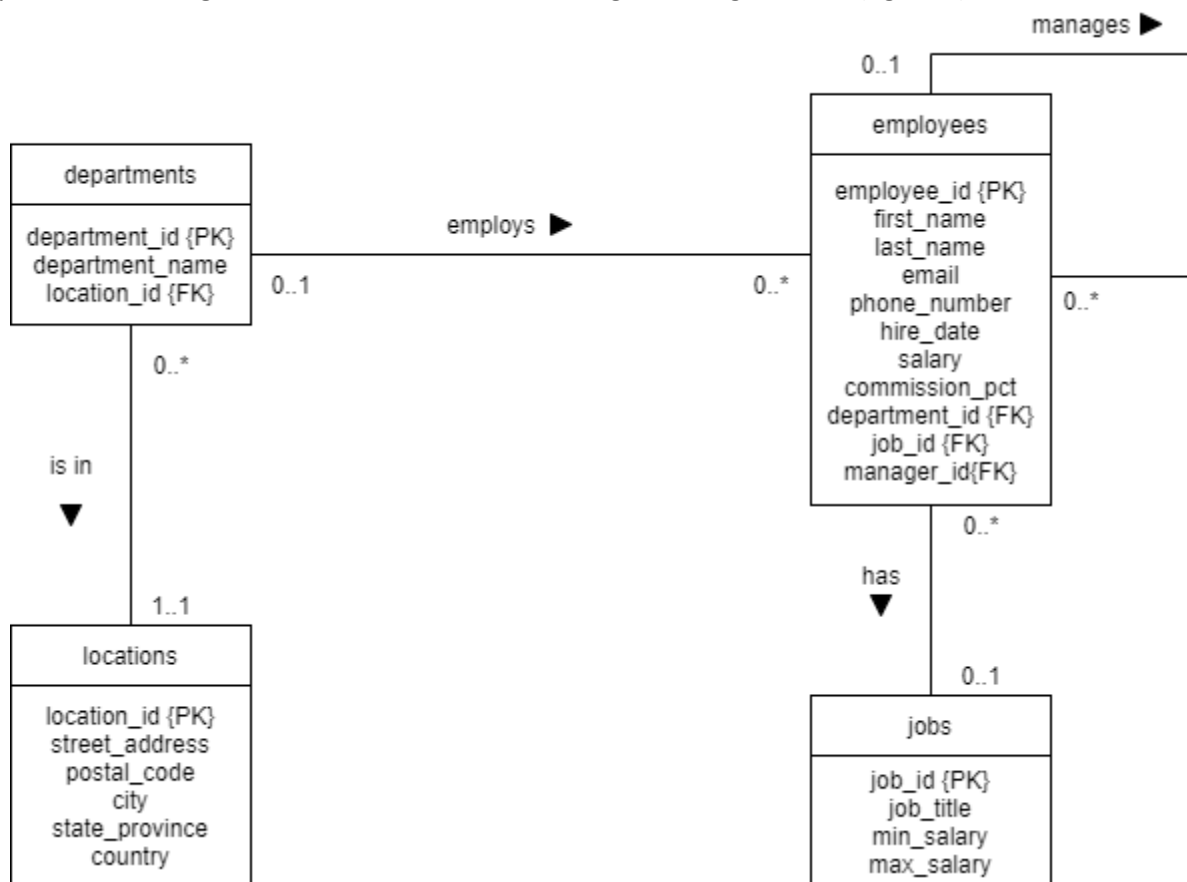 manages ▶
0..1
employees
employee_id {PK}
first_name
last_name
email
phone_number
hire_date
salary
commission_pct
department_id {FK}
job_id {FK}
manager_id{FK}
departments
department_id {PK}
department_name
location_id {FK}
employs ▶
0..1
0..*
0..*
0..*
is in
▼
1..1
locations
location_id {PK}
street_address
postal_code
city
state_province
country
0..*
has
▼
0..1
jobs
job_id {PK}
job_title
min_salary
max_salary